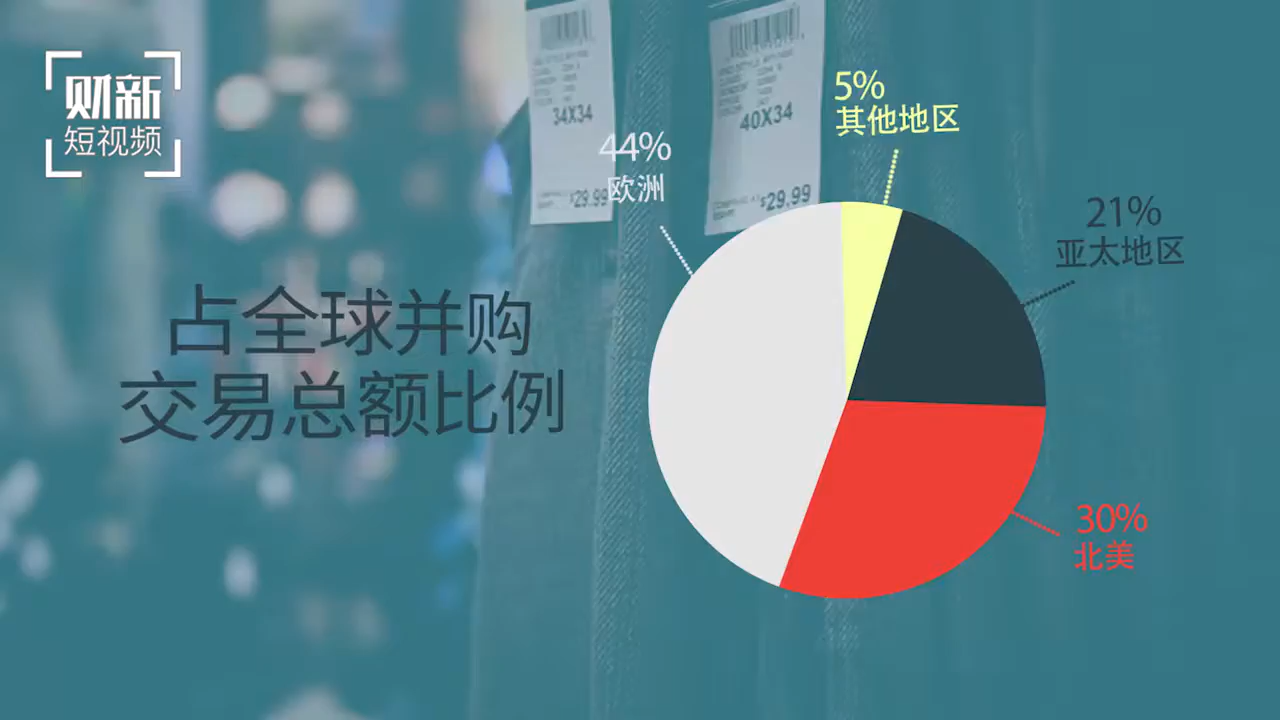 财新
短视频
34X34
$29.99
40X34
$29.99
5%
其他地区
44%
欧洲
21%
亚太地区
占全球并购
交易总额比例
30%
北美